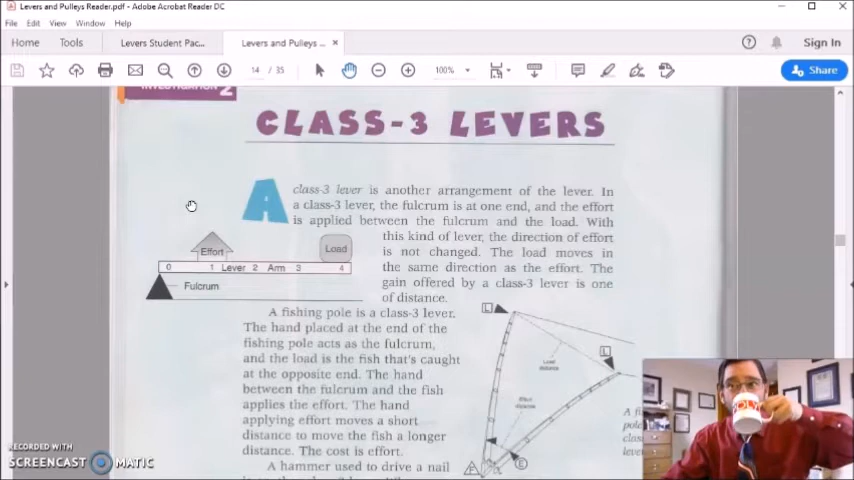 Levers and Pulleys Reader.pdf - Adobe Acrobat Reader DC
File Edit View Window Help
Home Tools Levers Student Pac... Levers and Pulleys ... × Sign In
14 / 35 100% Share
INVESTIGATION 2
CLASS-3 LEVERS
A class-3 lever is another arrangement of the lever. In
a class-3 lever, the fulcrum is at one end, and the effort
is applied between the fulcrum and the load. With
this kind of lever, the direction of effort
is not changed. The load moves in
the same direction as the effort. The
gain offered by a class-3 lever is one
of distance.
Effort
Load
0 1 Lever 2 Arm 3 4
Fulcrum
A fishing pole is a class-3 lever.
The hand placed at the end of the
fishing pole acts as the fulcrum,
and the load is the fish that's caught
at the opposite end. The hand
between the fulcrum and the fish
applies the effort. The hand
applying effort moves a short
distance to move the fish a longer
distance. The cost is effort.
A hammer used to drive a nail
L
L
Load
distance
Effort
distance
F
E
RECORDED WITH
SCREENCAST MATIC